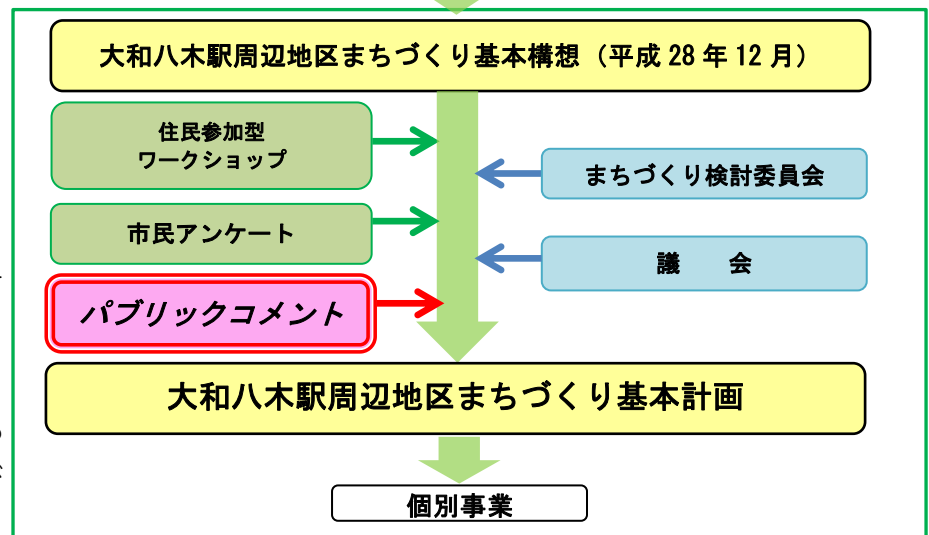 大和八木駅周辺地区まちづくり基本構想（平成28年12月）
住民参加型
ワークショップ
まちづくり検討委員会
市民アンケート
議　会
パブリックコメント
大和八木駅周辺地区まちづくり基本計画
個別事業